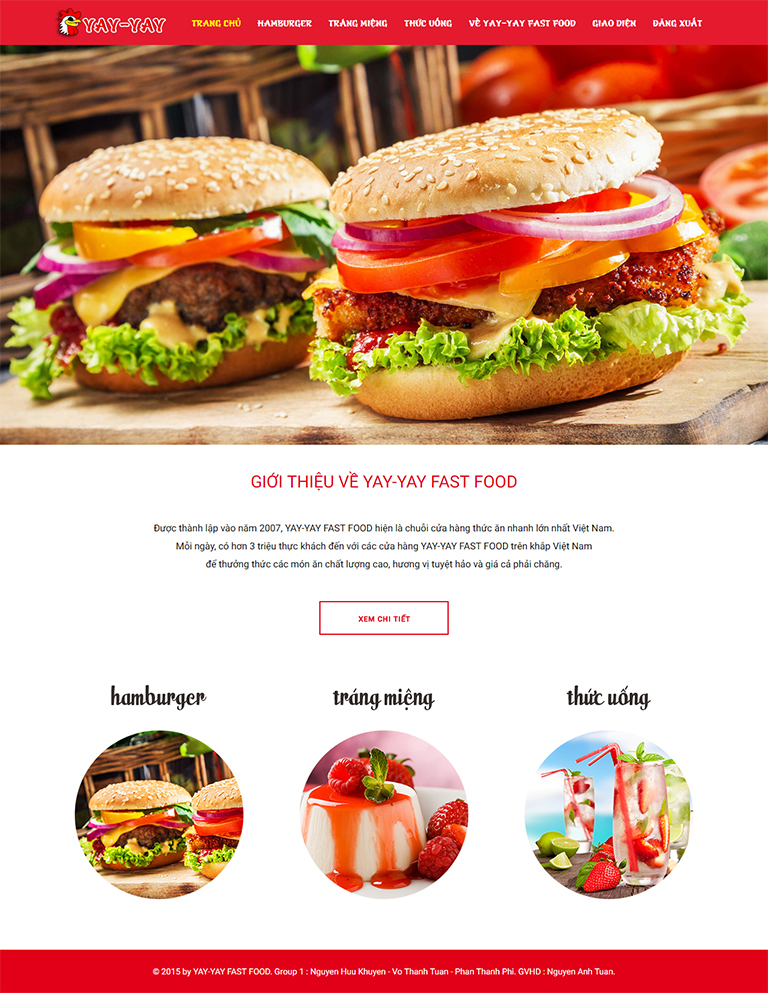 YAY-YAY TRANG CHỦ HAMBURGER TRÁNG MIỆNG THỨC UỐNG VỀ YAY-YAY FAST FOOD GIAO DIỆN ĐĂNG XUẤT
GIỚI THIỆU VỀ YAY-YAY FAST FOOD
Được thành lập vào năm 2007, YAY-YAY FAST FOOD hiện là chuỗi cửa hàng thức ăn nhanh lớn nhất Việt Nam.
Mỗi ngày, có hơn 3 triệu thực khách đến với các cửa hàng YAY-YAY FAST FOOD trên khắp Việt Nam
để thưởng thức các món ăn chất lượng cao, hương vị tuyệt hảo và giá cả phải chăng.
XEM CHI TIẾT
hamburger tráng miệng thức uống
© 2015 by YAY-YAY FAST FOOD. Group 1 : Nguyen Huu Khuyen - Vo Thanh Tuan - Phan Thanh Phi. GVHD : Nguyen Anh Tuan.